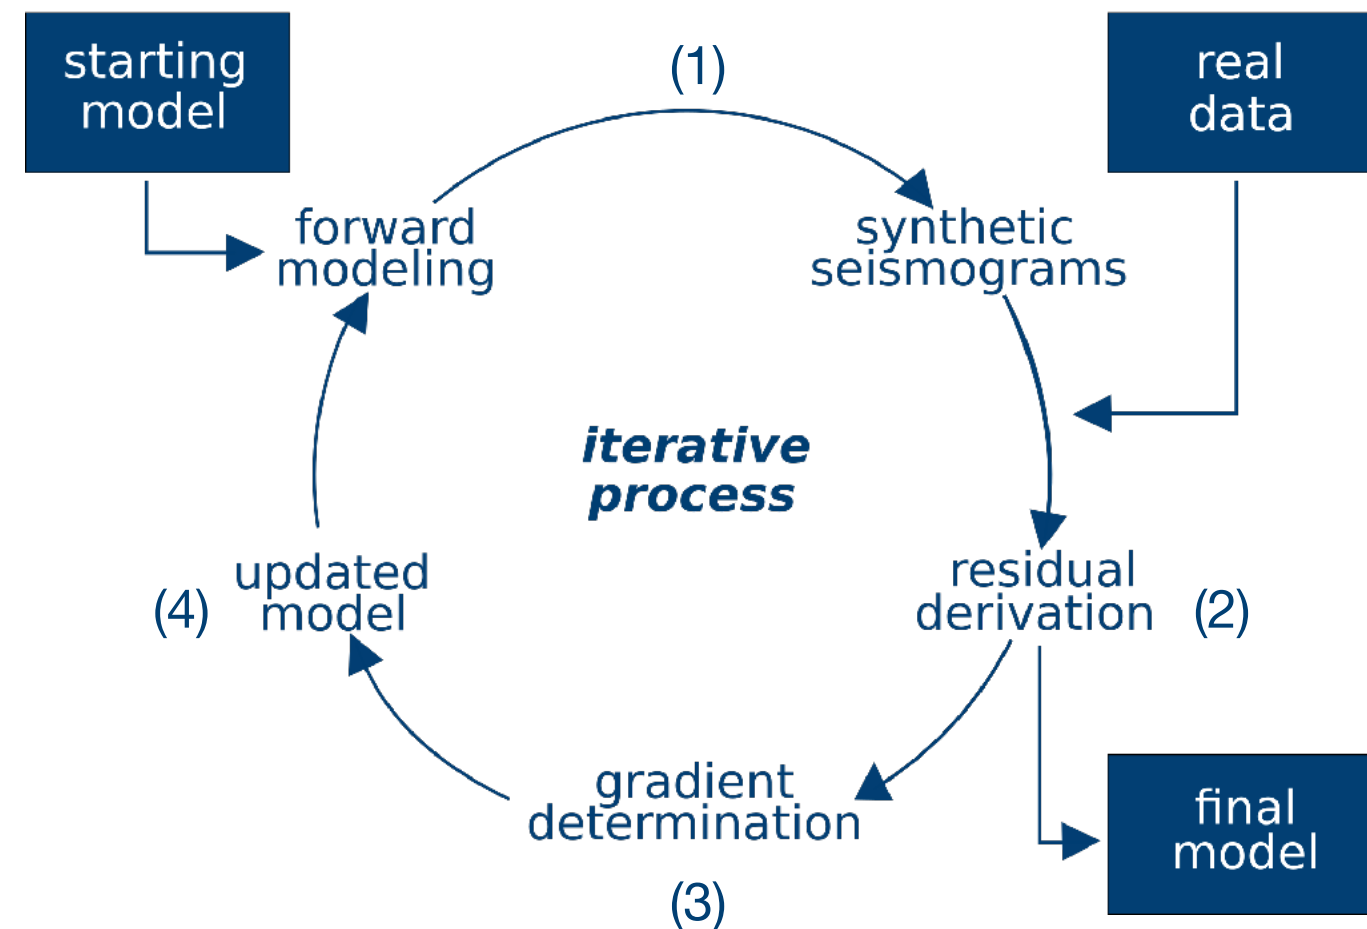 starting
model
(1)
real
data
forward
modeling
synthetic
seismograms
iterative
process
updated
model
(4)
residual
derivation
(2)
gradient
determination
(3)
final
model